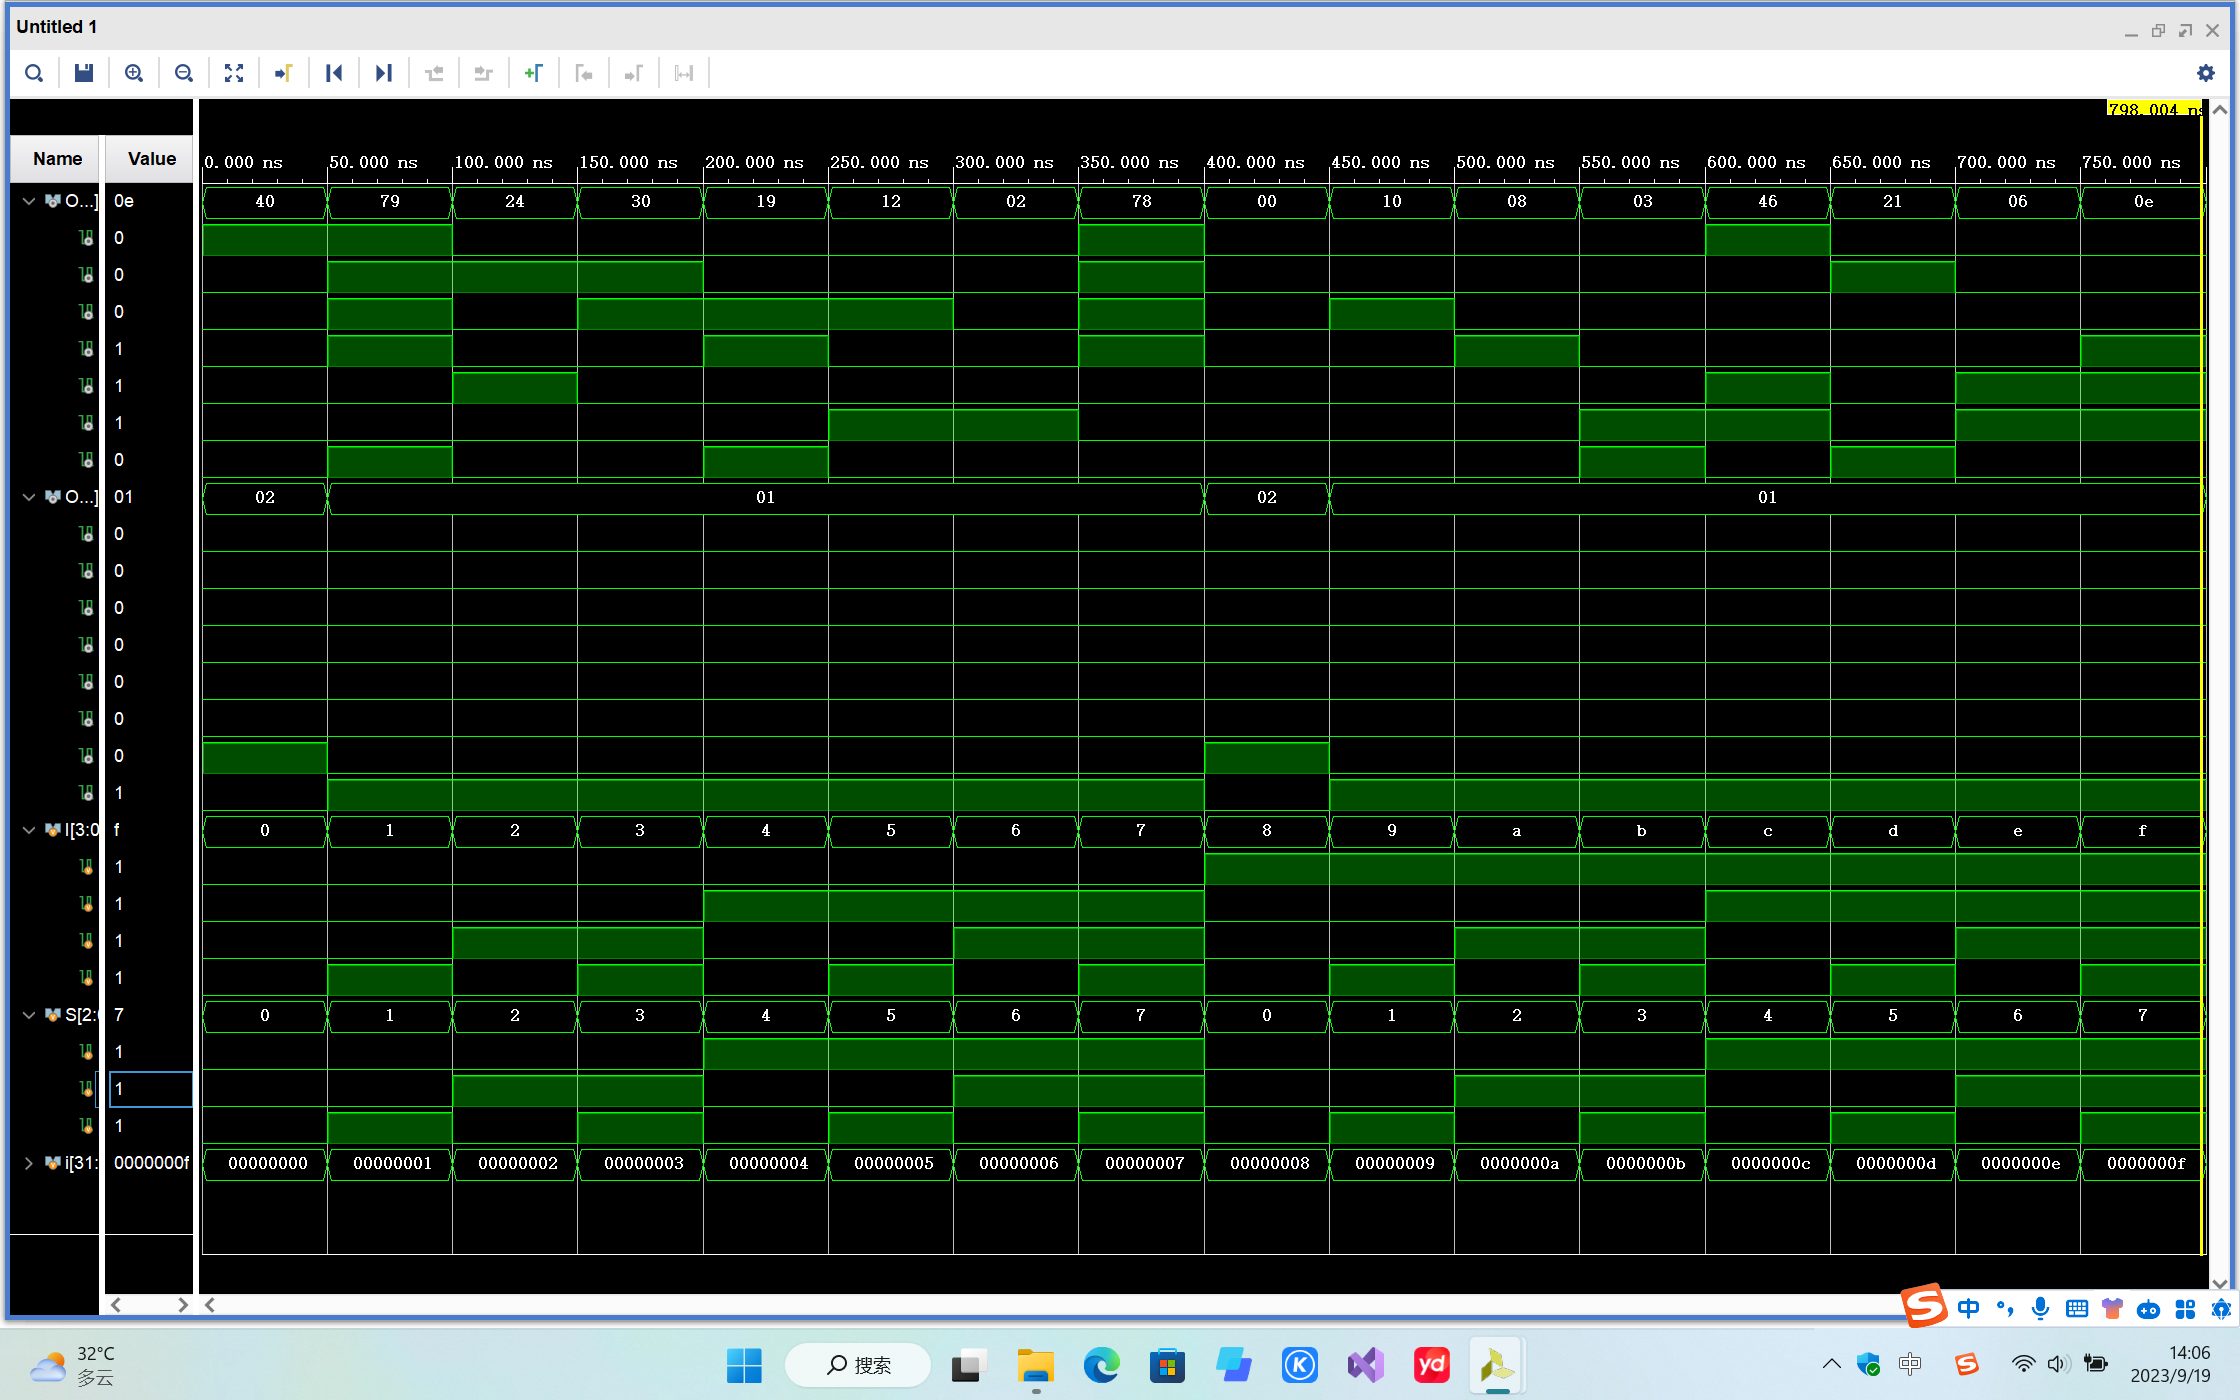 Untitled 1
798.004 ns
Name Value
0.000 ns 50.000 ns 100.000 ns 150.000 ns 200.000 ns 250.000 ns 300.000 ns 350.000 ns 400.000 ns 450.000 ns 500.000 ns 550.000 ns 600.000 ns 650.000 ns 700.000 ns 750.000 ns
O...] 0e 40 79 24 30 19 12 02 78 00 10 08 03 46 21 06 0e
0
0
0
1
1
1
0
O...] 01 02 01 02 01
0
0
0
0
0
0
0
1
I[3:0 f 0 1 2 3 4 5 6 7 8 9 a b c d e f
1
1
1
1
S[2: 7 0 1 2 3 4 5 6 7 0 1 2 3 4 5 6 7
1
1
1
i[31: 0000000f 00000000 00000001 00000002 00000003 00000004 00000005 00000006 00000007 00000008 00000009 0000000a 0000000b 0000000c 0000000d 0000000e 0000000f
S 中
32°C
多云
搜索
K
yd
中
S
14:06
2023/9/19